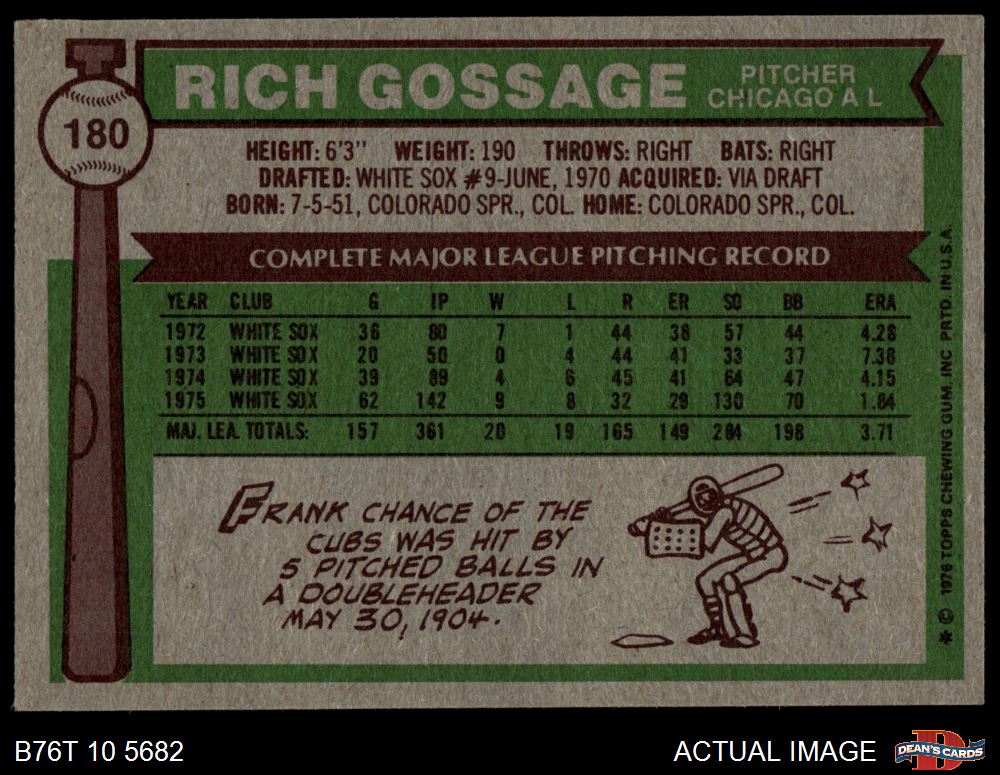 RICH GOSSAGE
PITCHER
CHICAGO A L
180
HEIGHT: 6'3" WEIGHT: 190 THROWS: RIGHT BATS: RIGHT
DRAFTED: WHITE SOX #9-JUNE, 1970 ACQUIRED: VIA DRAFT
BORN: 7-5-51, COLORADO SPR., COL. HOME: COLORADO SPR., COL.
COMPLETE MAJOR LEAGUE PITCHING RECORD
YEAR CLUB G IP W L R ER SO BB ERA
1972 WHITE SOX 36 80 7 1 44 38 57 44 4.28
1973 WHITE SOX 20 50 0 4 44 41 33 37 7.38
1974 WHITE SOX 39 89 4 6 45 41 64 47 4.15
1975 WHITE SOX 62 142 9 8 32 29 130 70 1.84
MAJ. LEA. TOTALS: 157 361 20 19 165 149 284 198 3.71
FRANK CHANCE OF THE
CUBS WAS HIT BY
5 PITCHED BALLS IN
A DOUBLEHEADER
MAY 30, 1904.
* © 1976 TOPPS CHEWING GUM, INC PRTD. IN U.S.A.
B76T 10 5682
ACTUAL IMAGE
D
DEAN'S CARDS